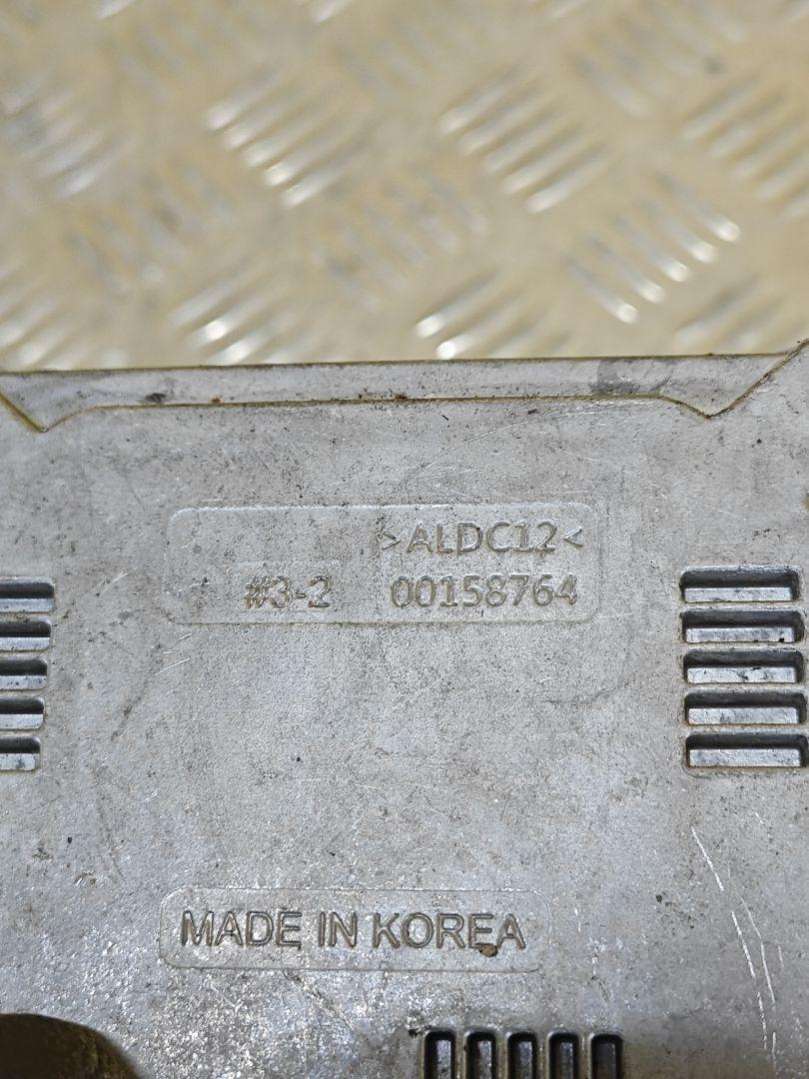 >ALDC12<
#3-2 00158764
MADE IN KOREA